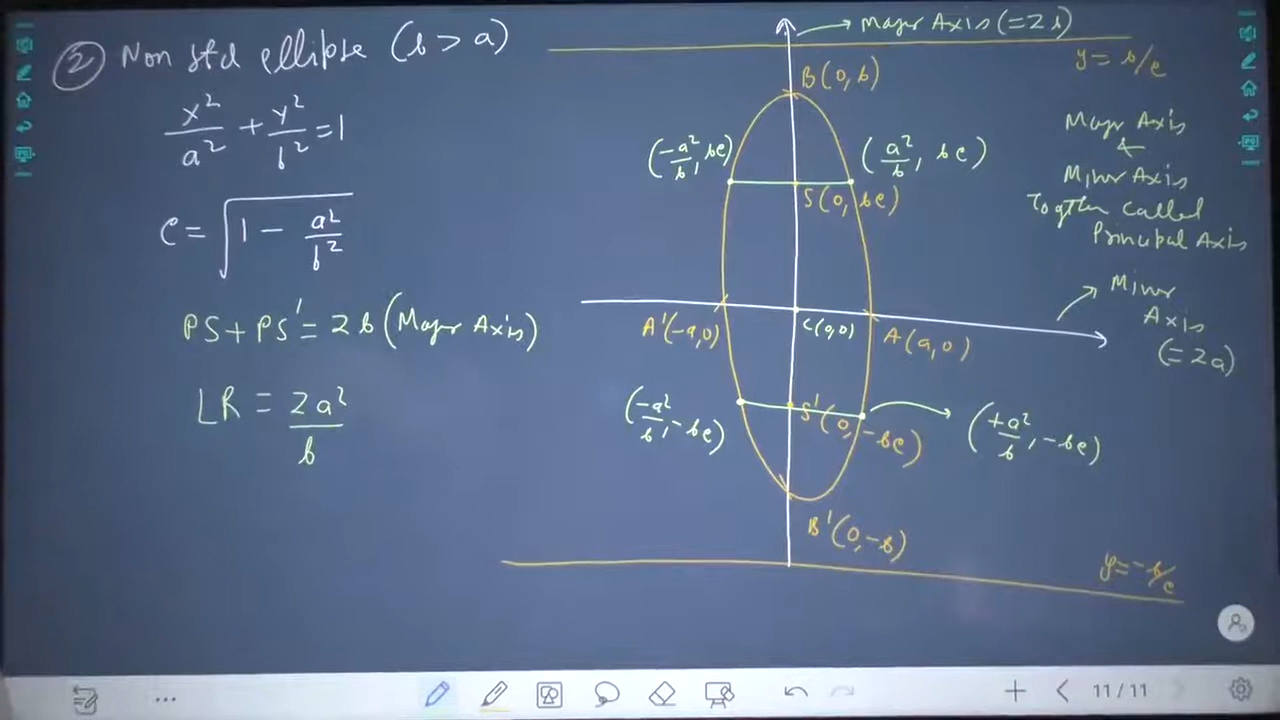 ② Non std ellipse (b > a)
x²/a² + y²/b² = 1
e = √(1 - a²/b²)
PS + PS' = 2b (Major Axis)
LR = 2a²/b
Major Axis (= 2b)
y = b/e
B(0, b)
(-a²/b, be)
(a²/b, be)
S(0, be)
Major Axis
&
Minor Axis
Togther called
Principal Axis
Minor
Axis
(= 2a)
A'(-a,0)
C(0,0)
A(a,0)
(-a²/b, -be)
S'(0, -be)
(+a²/b, -be)
B'(0,-b)
y = -b/e
11/11